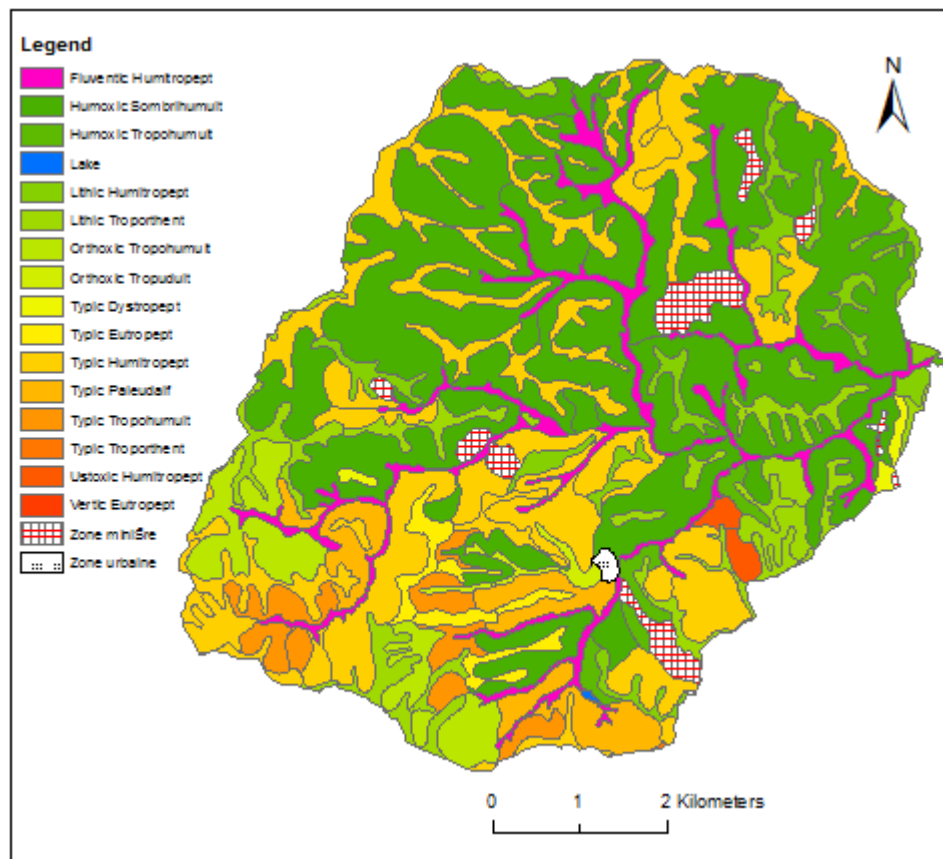 Legend
Fluventic Humitropept
Humoxic Sombrihumult
Humoxic Tropohumult
Lake
Lithic Humitropept
Lithic Troporthent
Orthoxic Tropohumult
Orthoxic Tropudult
Typic Dystropept
Typic Eutropept
Typic Humitropept
Typic Paleudalf
Typic Tropohumult
Typic Troporthent
Ustoxic Humitropept
Vertic Eutropept
Zone miniŠre
Zone urbaine
N
0 1 2 Kilometers